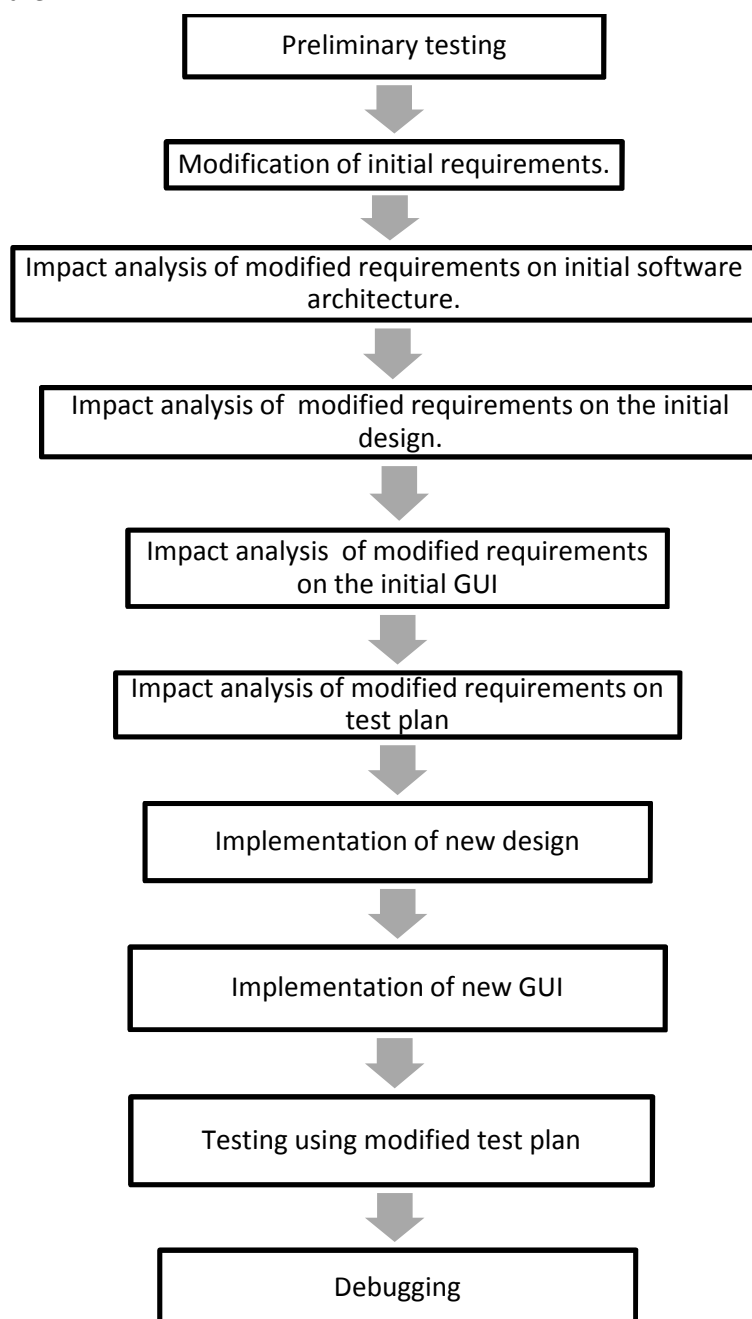 Preliminary testing
Modification of initial requirements.
Impact analysis of modified requirements on initial software
architecture.
Impact analysis of  modified requirements on the initial
design.
Impact analysis  of modified requirements
on the initial GUI
Impact analysis of modified requirements on
test plan
Implementation of new design
Implementation of new GUI
Testing using modified test plan
Debugging